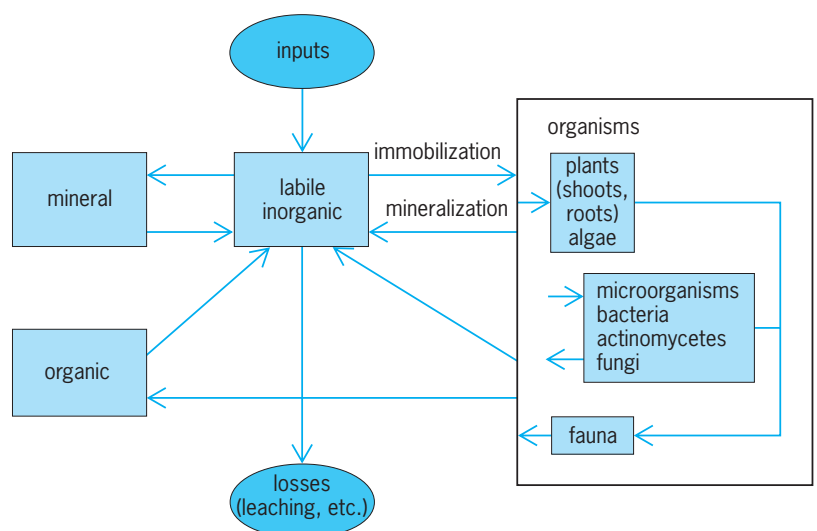 inputs
organisms
immobilization
mineral
labile
inorganic
mineralization
plants
(shoots,
roots)
algae
microorganisms
bacteria
actinomycetes
fungi
organic
fauna
losses
(leaching, etc.)